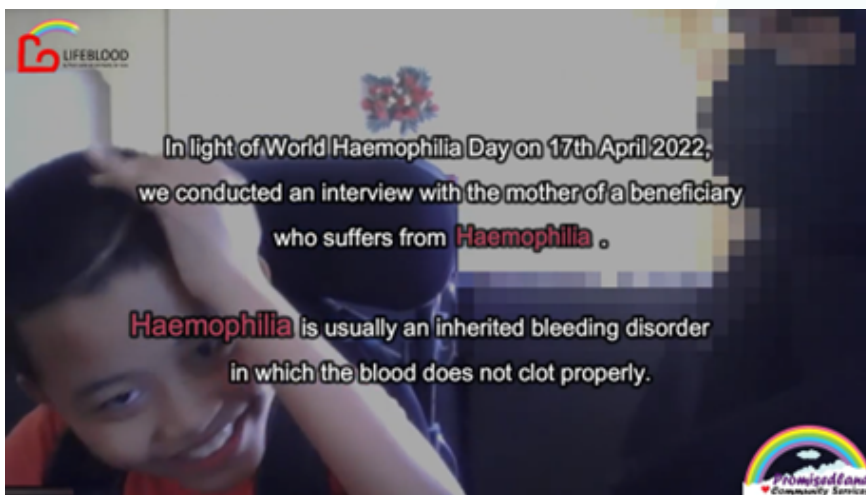 LIFEBLOOD
In light of World Haemophilia Day on 17th April 2022,
we conducted an interview with the mother of a beneficiary
who suffers from Haemophilia .
Haemophilia is usually an inherited bleeding disorder
in which the blood does not clot properly.
Promisedland
Community Services